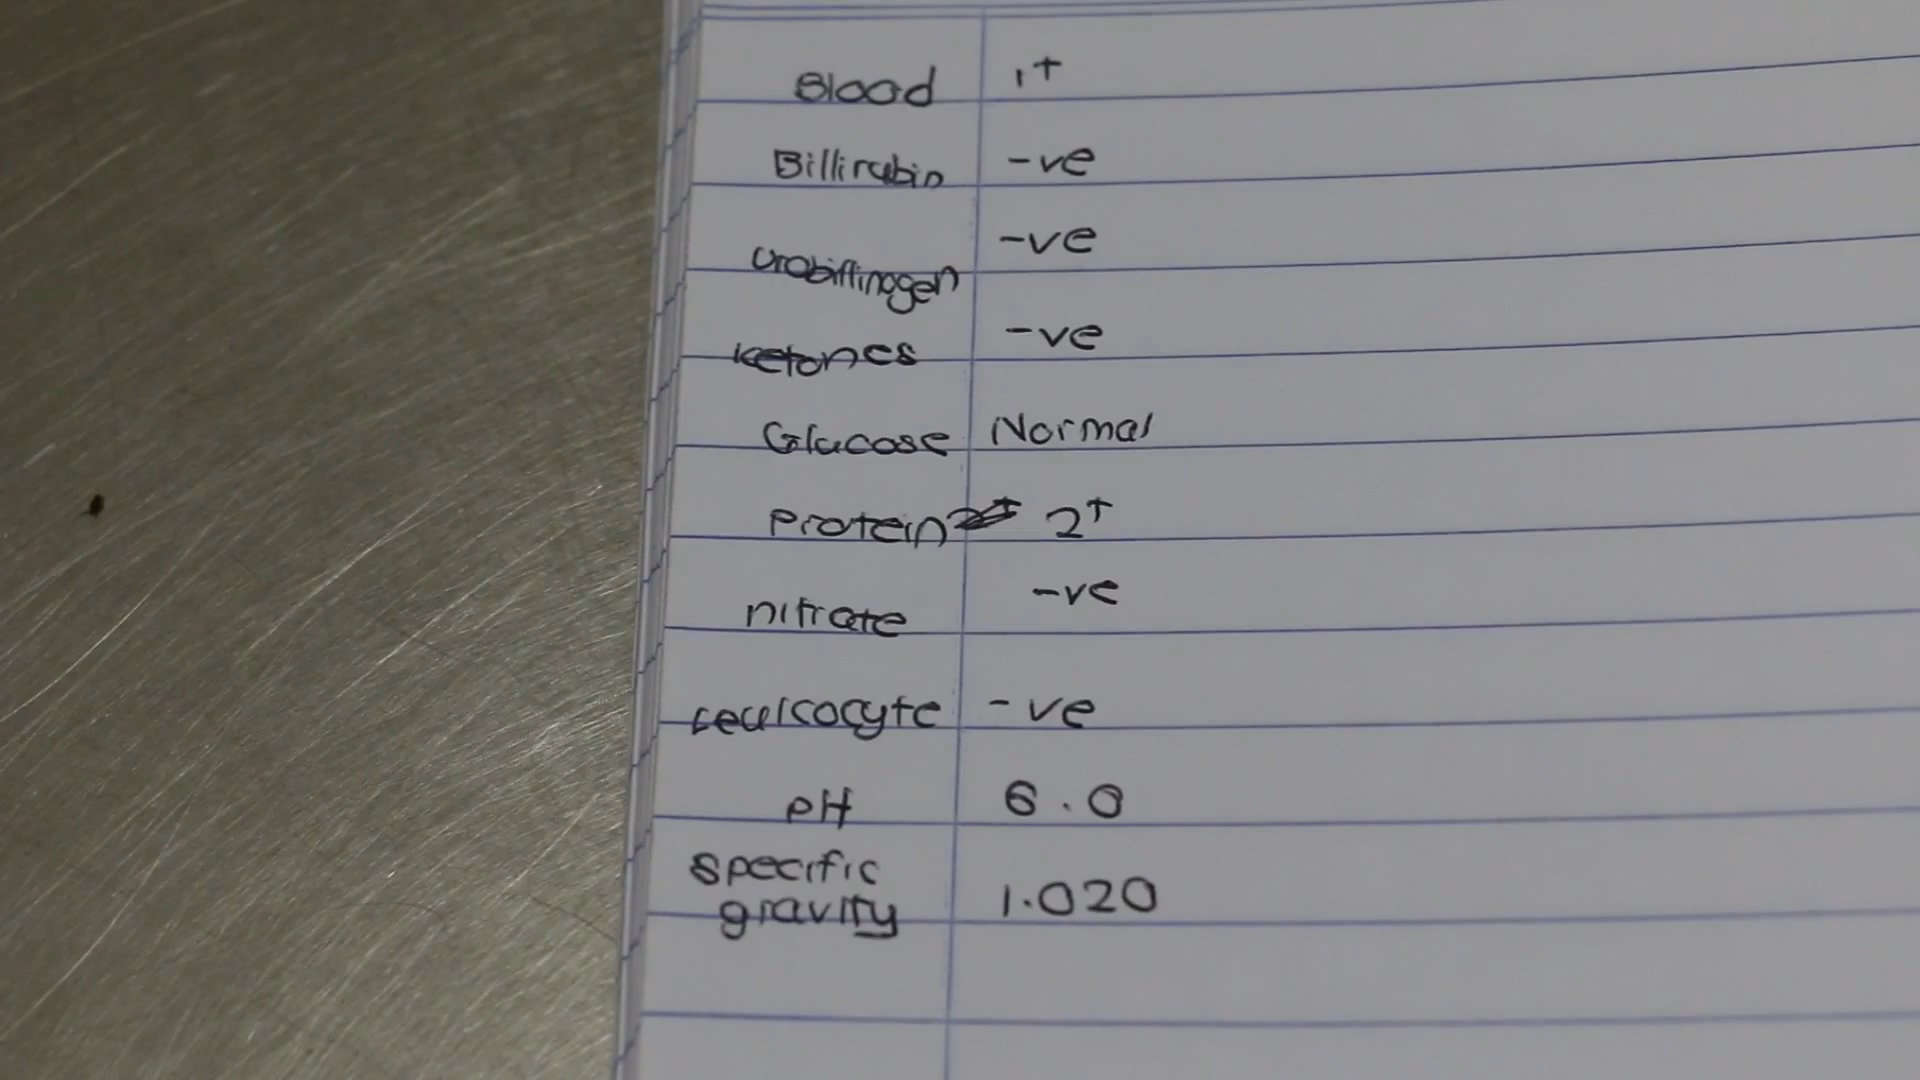 Blood 1+
Billirubin -ve
Urobillinogen -ve
Ketones -ve
Glucose Normal
Protein 2+
nitrate -ve
Leukocyte -ve
pH 6.0
specific
gravity 1.020